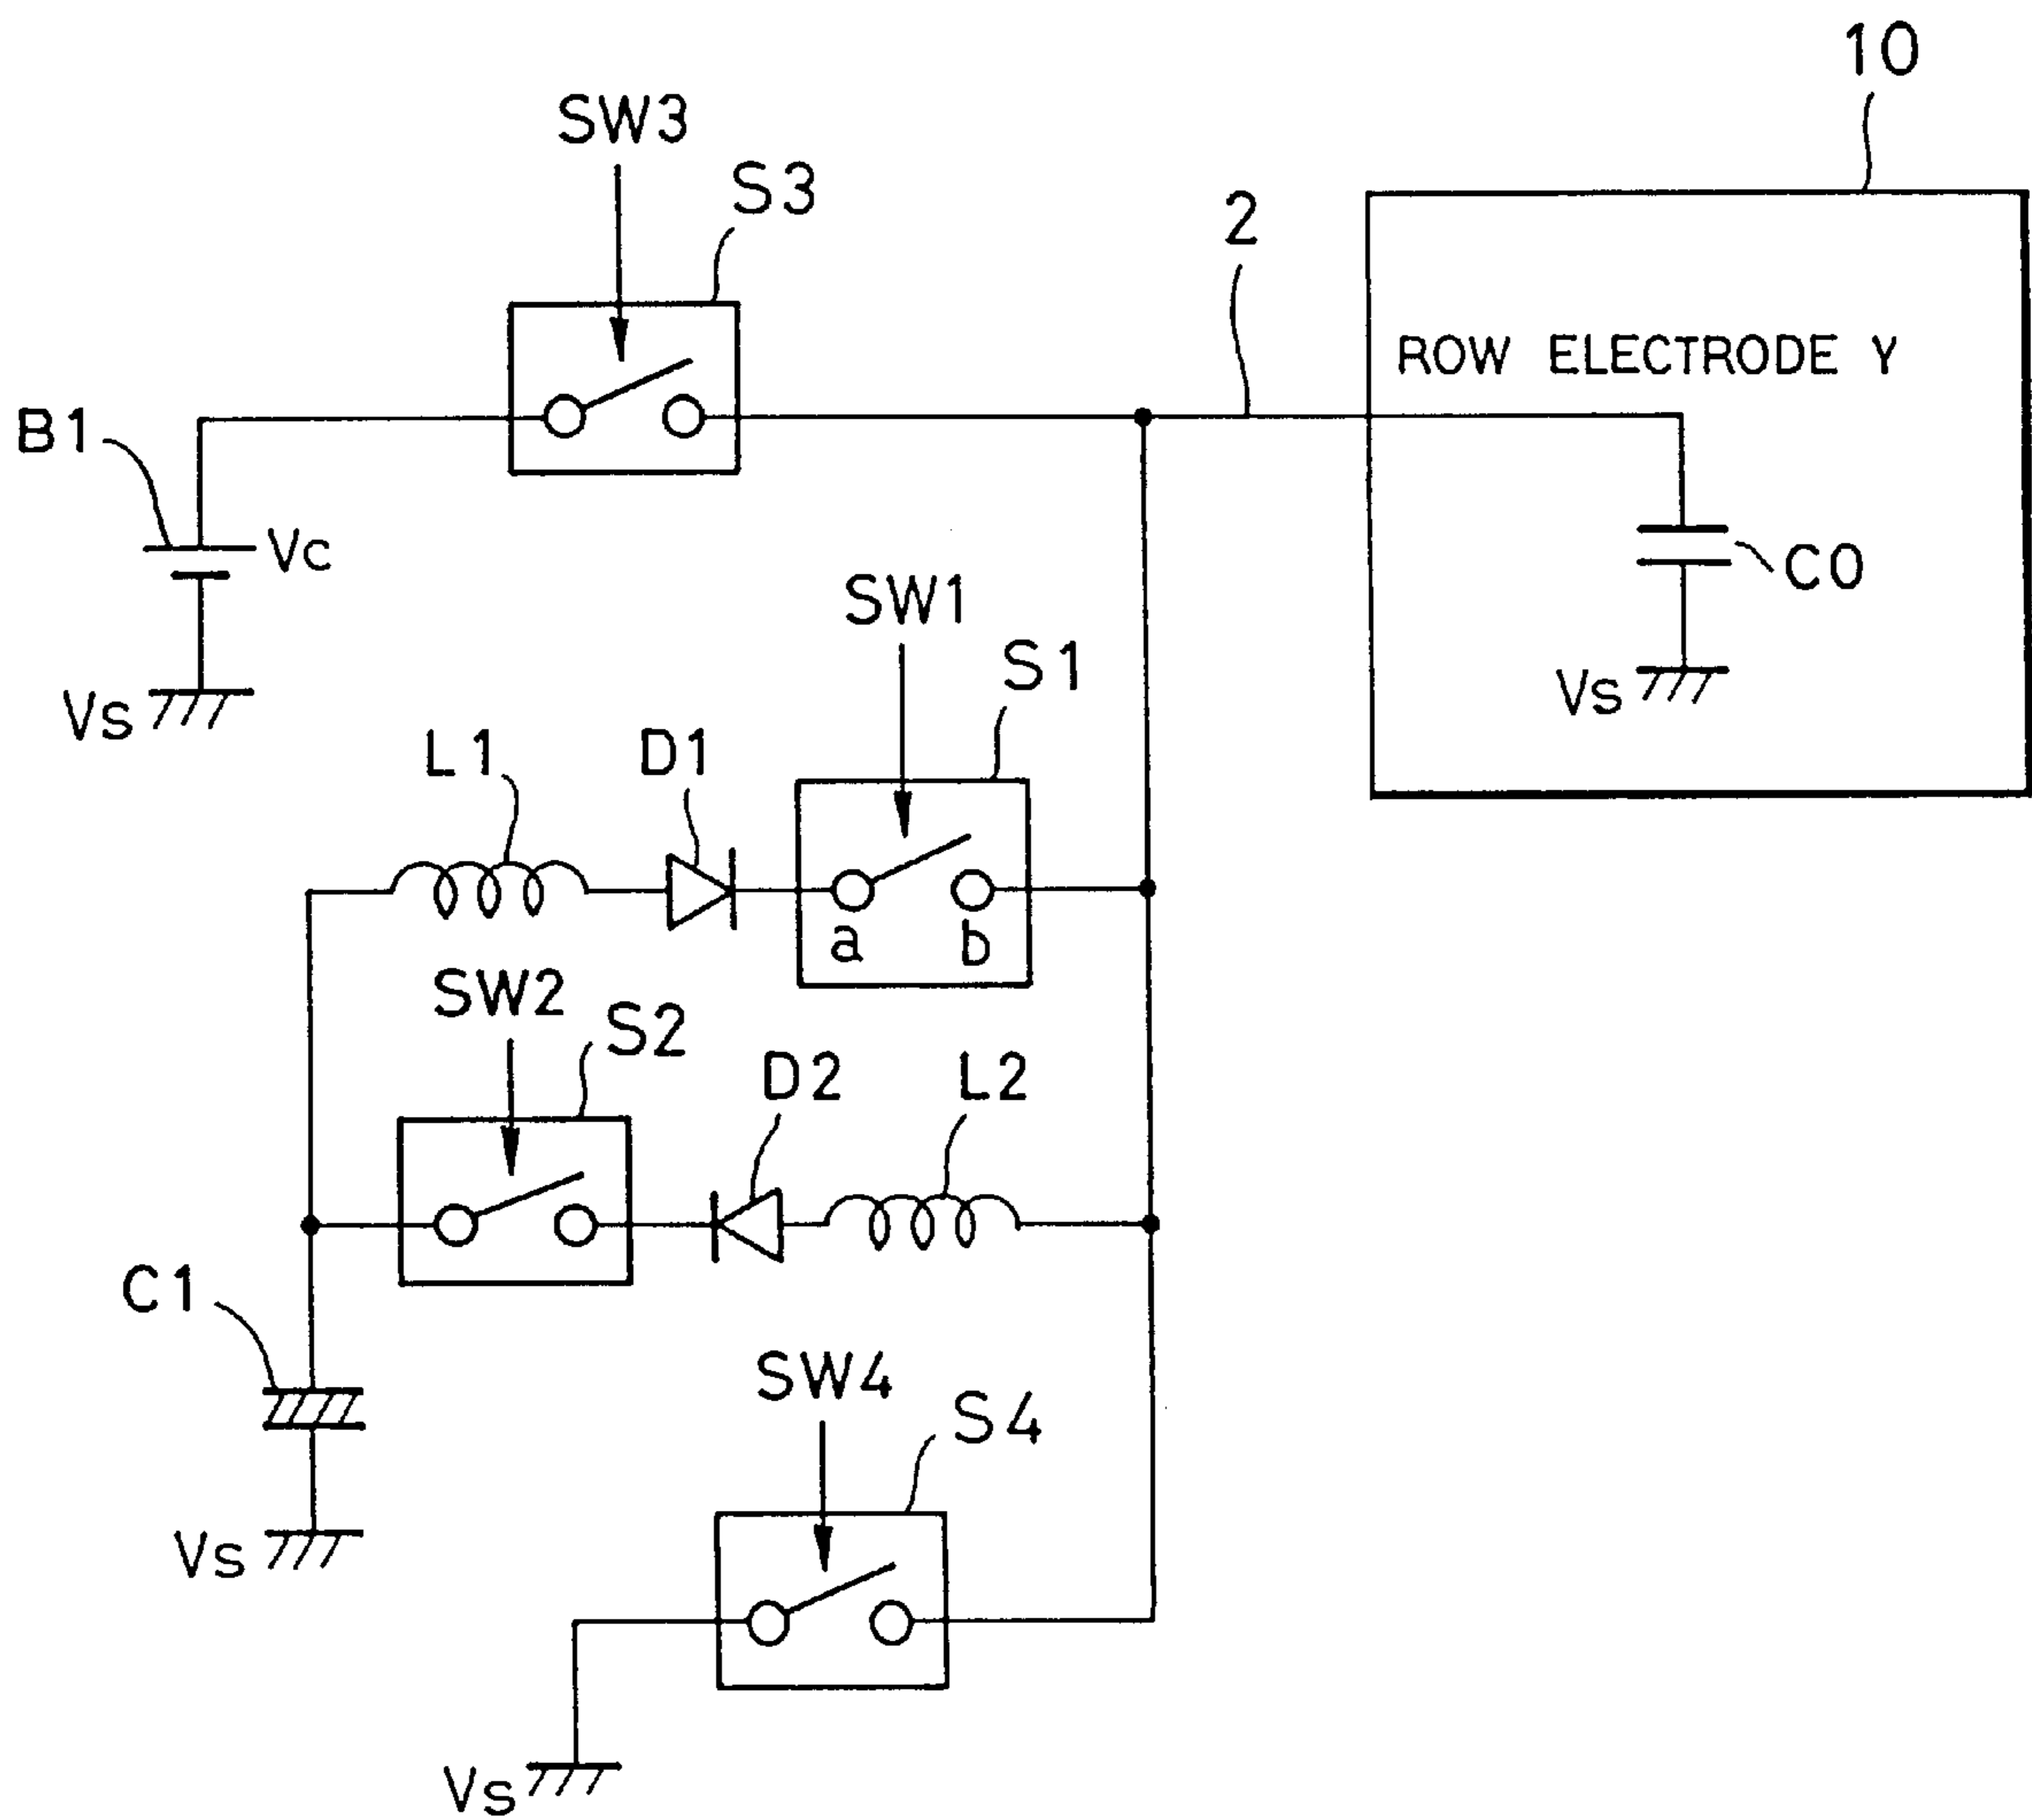 10
SW3
S3
2
ROW ELECTRODE Y
B1
Vc
C0
SW1
S1
Vs
Vs
L1
D1
a
b
SW2
S2
D2
L2
C1
SW4
S4
Vs
Vs